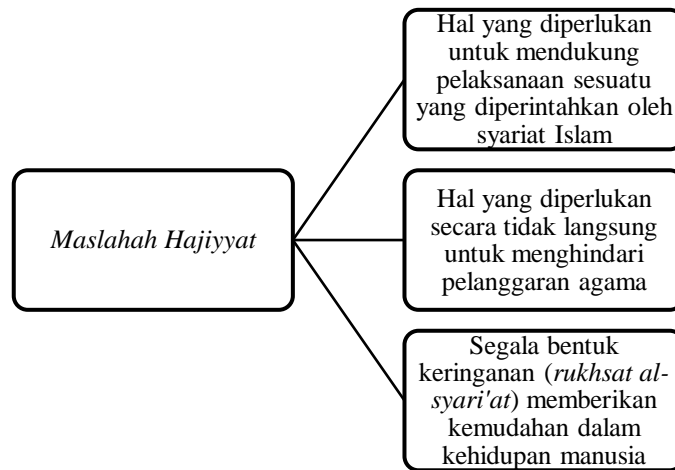 Maslahah Hajiyyat
Hal yang diperlukan
untuk mendukung
pelaksanaan sesuatu
yang diperintahkan oleh
syariat Islam
Hal yang diperlukan
secara tidak langsung
untuk menghindari
pelanggaran agama
Segala bentuk
keringanan (rukhsat al-
syari'at) memberikan
kemudahan dalam
kehidupan manusia